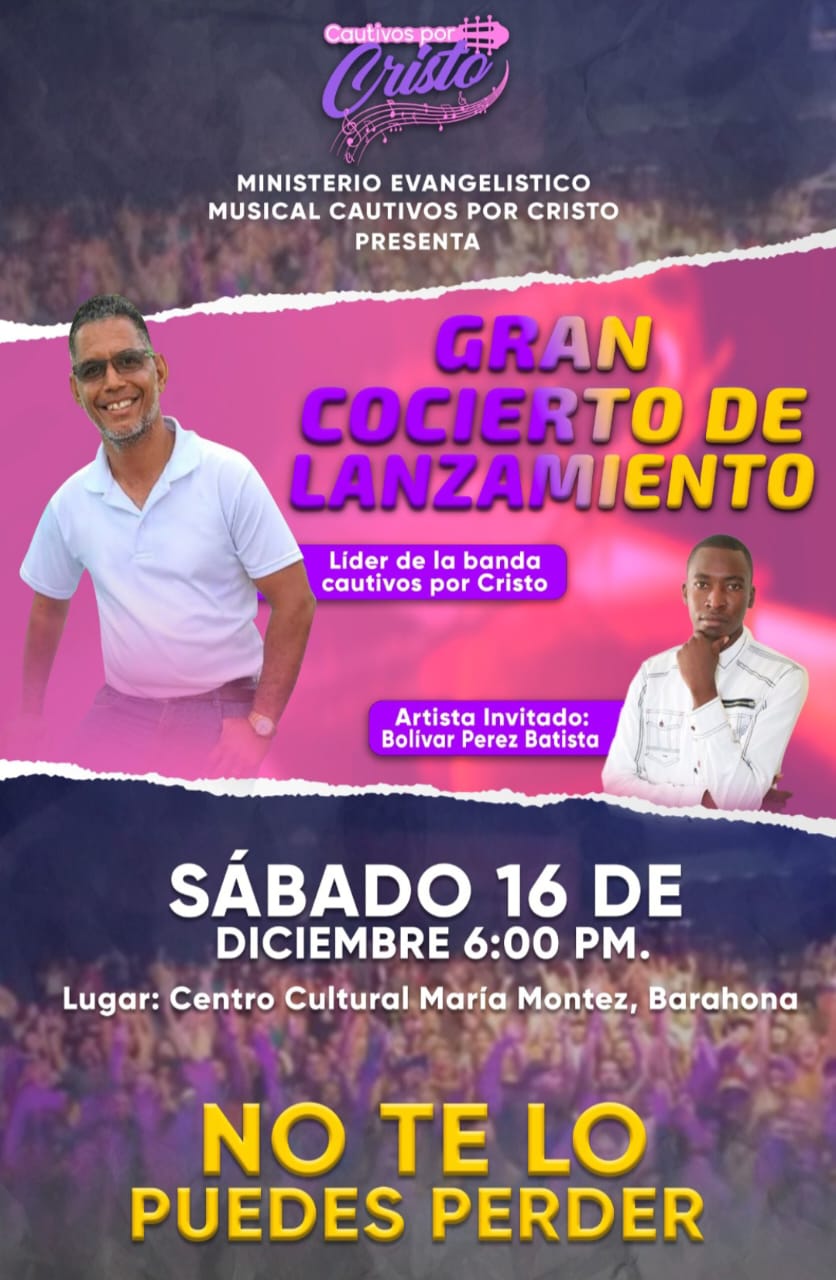 Cautivos por
Cristo
MINISTERIO EVANGELISTICO
MUSICAL CAUTIVOS POR CRISTO
PRESENTA
GRAN
COCIERTO DE
LANZAMIENTO
Líder de la banda
cautivos por Cristo
Artista Invitado:
Bolívar Perez Batista
SÁBADO 16 DE
DICIEMBRE 6:00 PM.
Lugar: Centro Cultural María Montez, Barahona
NO TE LO
PUEDES PERDER